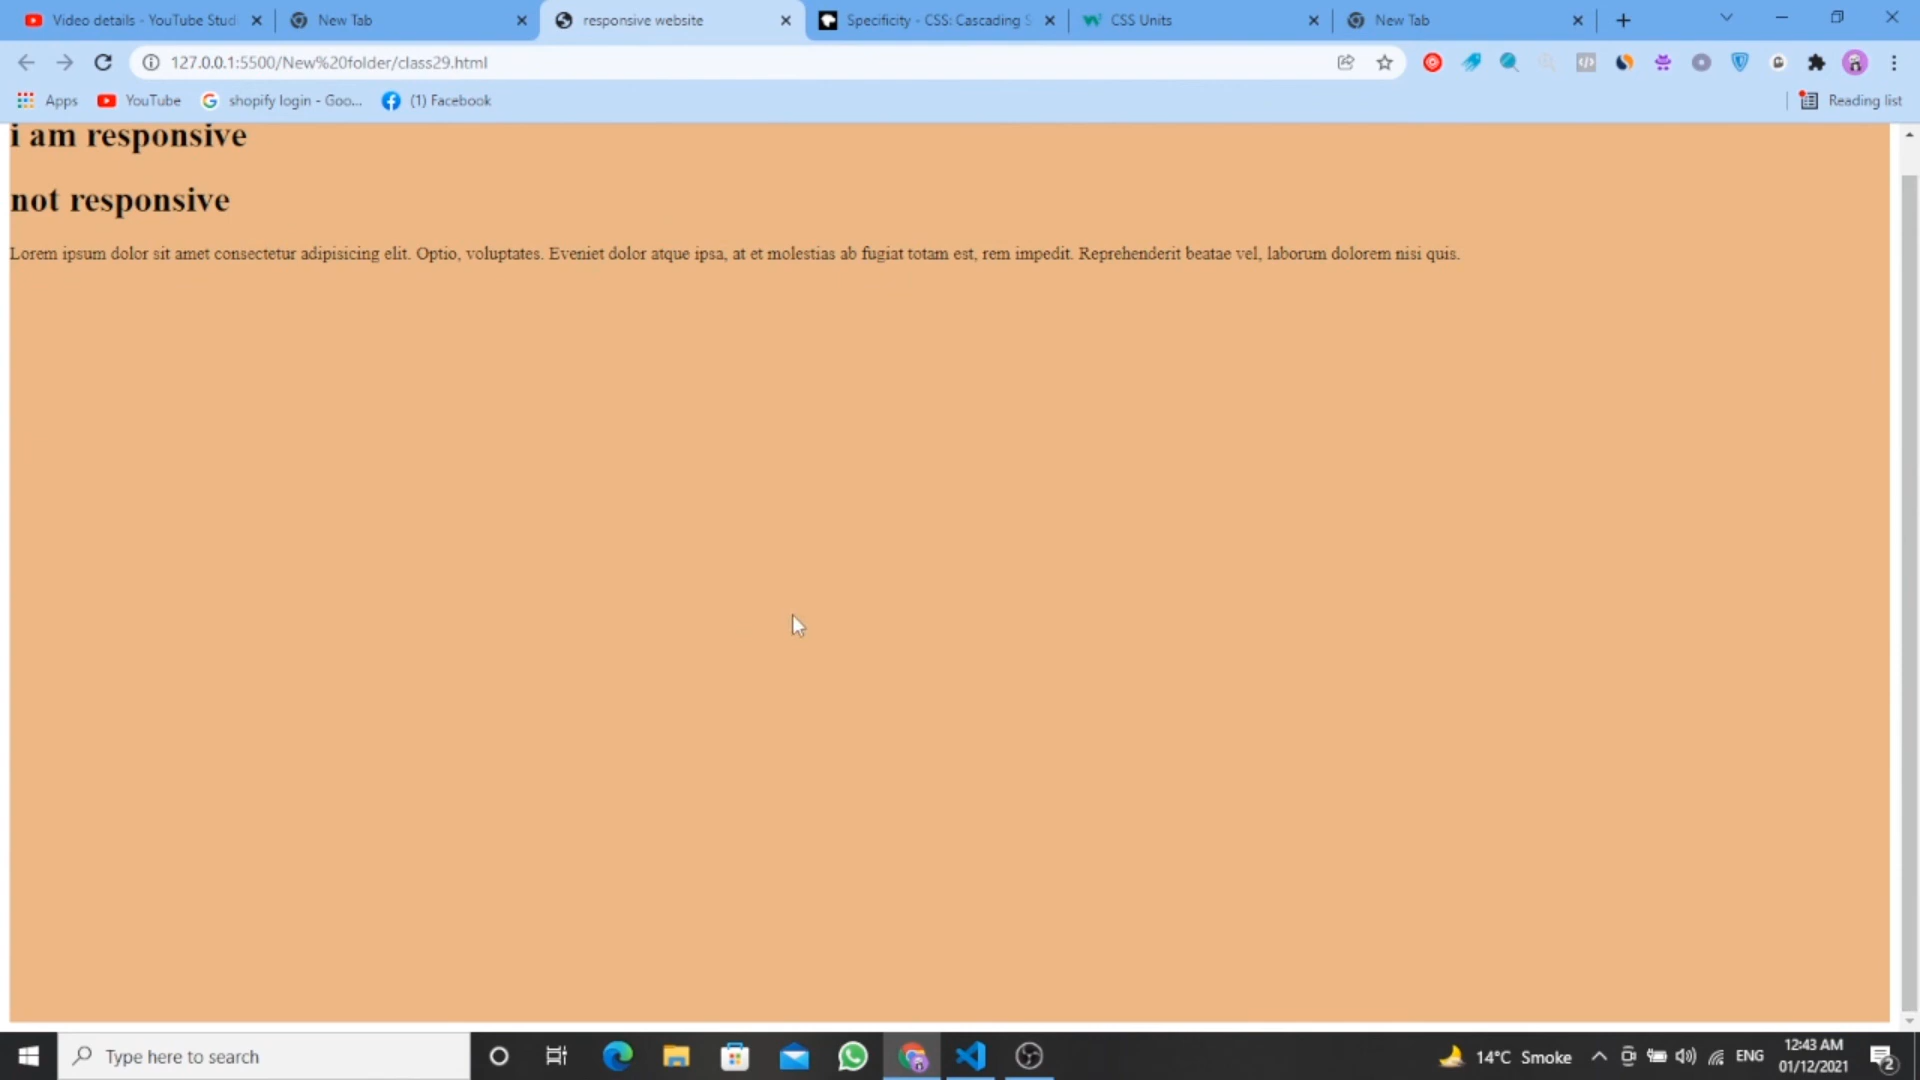 Video details - YouTube Stud
New Tab
responsive website
Specificity - CSS: Cascading S
CSS Units
New Tab
127.0.0.1:5500/New%20folder/class29.html
Apps
YouTube
shopify login - Goo...
(1) Facebook
Reading list
i am responsive
not responsive
Lorem ipsum dolor sit amet consectetur adipisicing elit. Optio, voluptates. Eveniet dolor atque ipsa, at et molestias ab fugiat totam est, rem impedit. Reprehenderit beatae vel, laborum dolorem nisi quis.
Type here to search
14°C Smoke
ENG
12:43 AM
01/12/2021
2